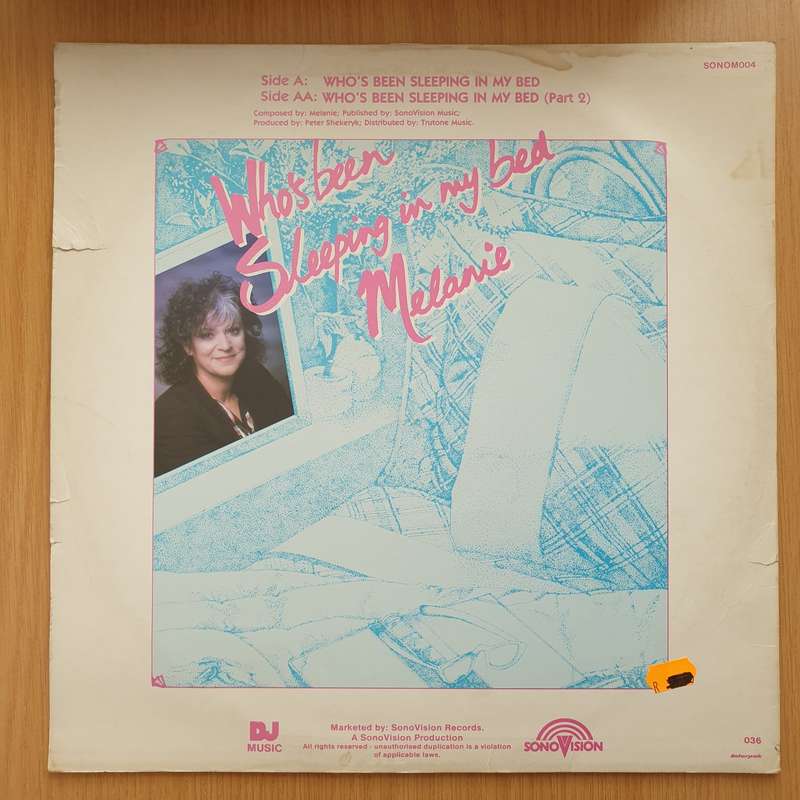 SONOM004
Side A: WHO'S BEEN SLEEPING IN MY BED
Side AA: WHO'S BEEN SLEEPING IN MY BED (Part 2)
Composed by: Melanie; Published by: SonoVision Music;
Produced by: Peter Shekeryk; Distributed by: Trutone Music.
Who's been
Sleeping in my bed
Melanie
R
DJ
MUSIC
Marketed by: SonoVision Records.
A SonoVision Production
All rights reserved - unauthorised duplication is a violation
of applicable laws.
SONOVISION
036